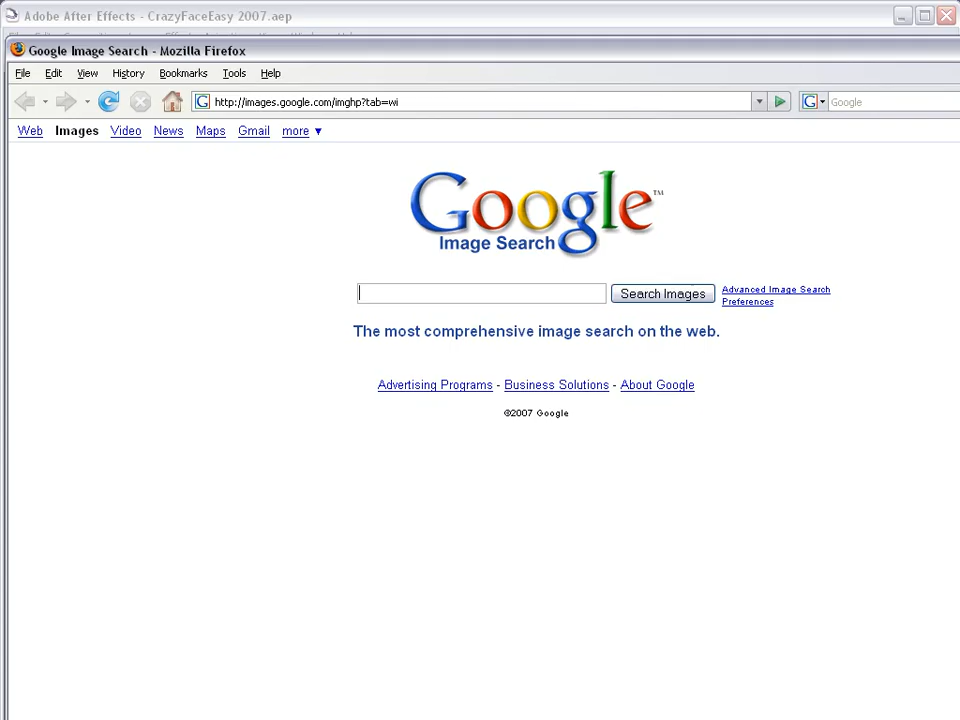 Adobe After Effects - CrazyFaceEasy 2007.aep
Google Image Search - Mozilla Firefox
File Edit View History Bookmarks Tools Help
http://images.google.com/imghp?tab=wi
Google
Web Images Video News Maps Gmail more ▼
Google™
Image Search
Search Images
Advanced Image Search
Preferences
The most comprehensive image search on the web.
Advertising Programs - Business Solutions - About Google
©2007 Google